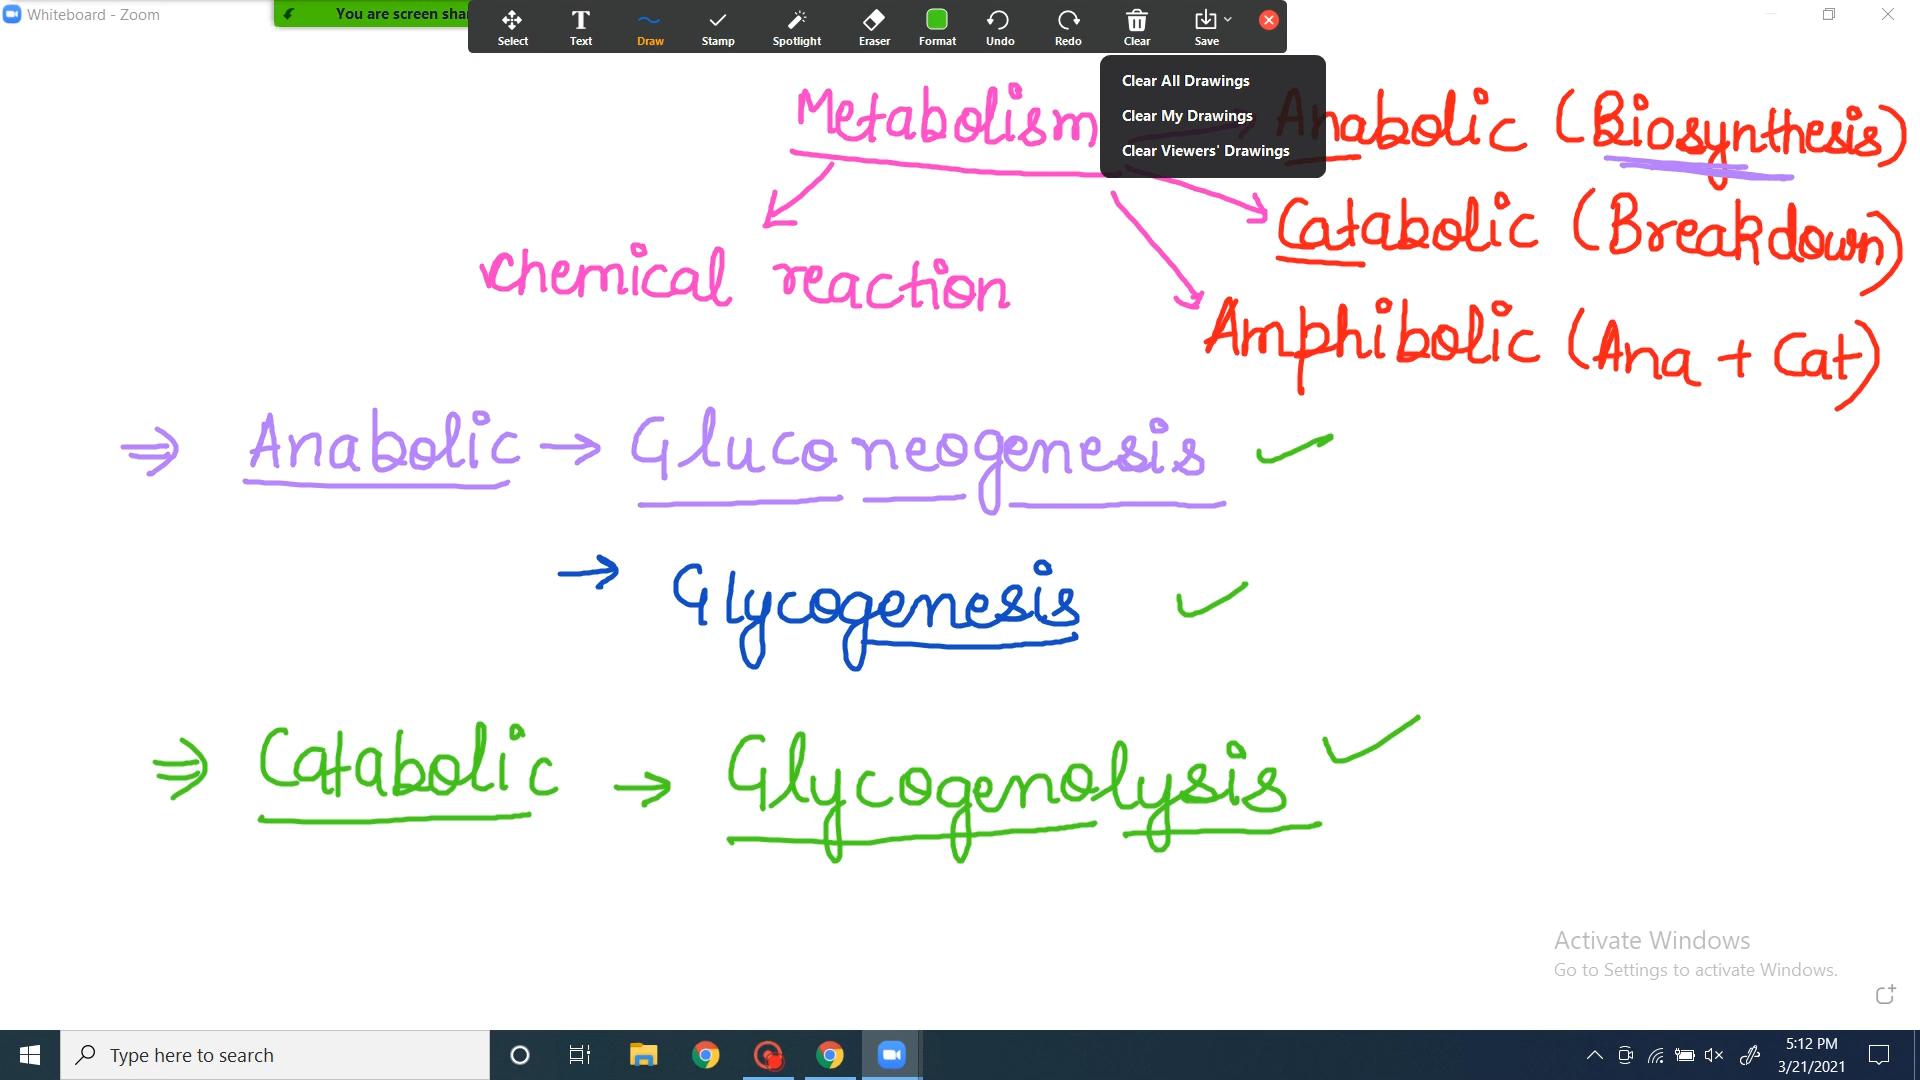 Whiteboard - Zoom
You are screen sha
Select Text Draw Stamp Spotlight Eraser Format Undo Redo Clear Save
Clear All Drawings
Clear My Drawings
Clear Viewers' Drawings
Metabolism
Anabolic (Biosynthesis)
Catabolic (Breakdown)
chemical reaction
Amphibolic (Ana + Cat)
⇒ Anabolic → Gluconeogenesis ✓
→ Glycogenesis ✓
⇒ Catabolic → Glycogenolysis ✓
Activate Windows
Go to Settings to activate Windows.
Type here to search
5:12 PM
3/21/2021